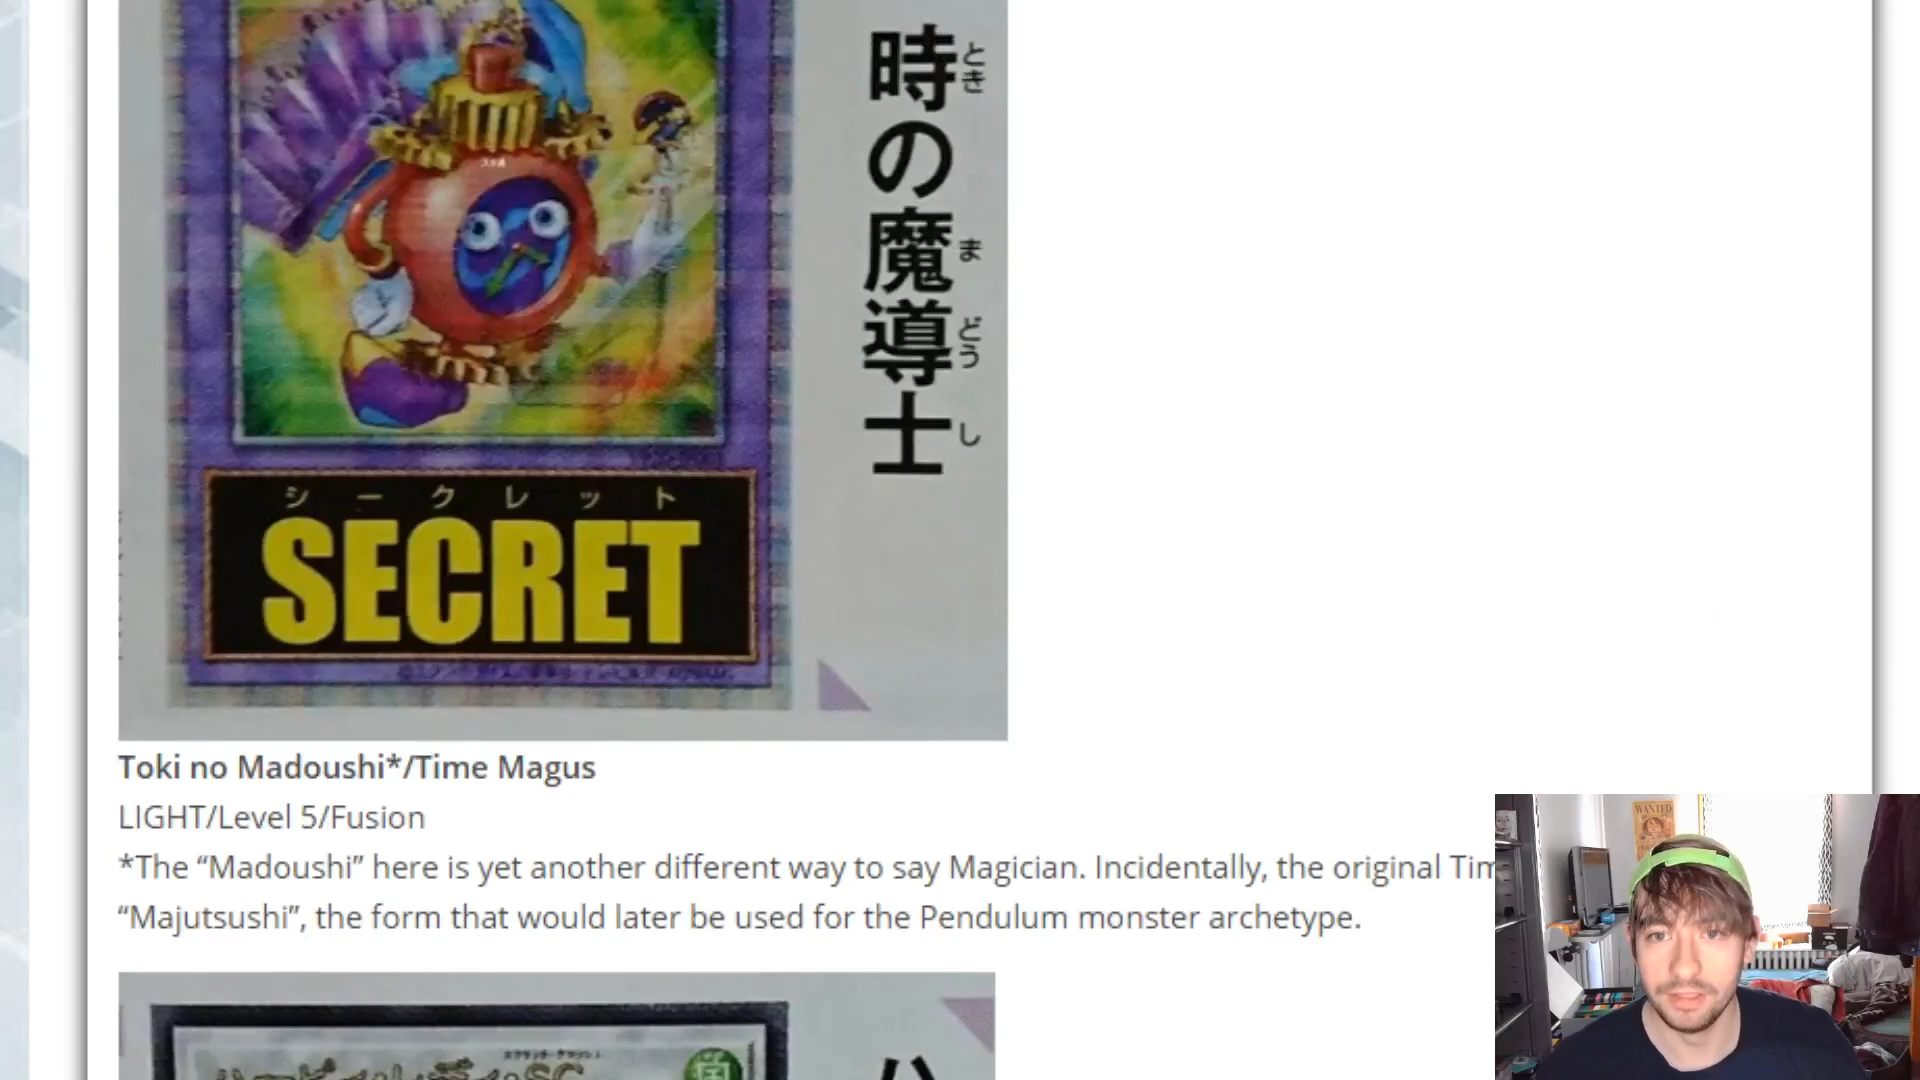 時の魔導士
とき ま どう し
シークレット
SECRET
Toki no Madoushi*/Time Magus
LIGHT/Level 5/Fusion
*The “Madoushi” here is yet another different way to say Magician. Incidentally, the original Tim
“Majutsushi”, the form that would later be used for the Pendulum monster archetype.
WANTED